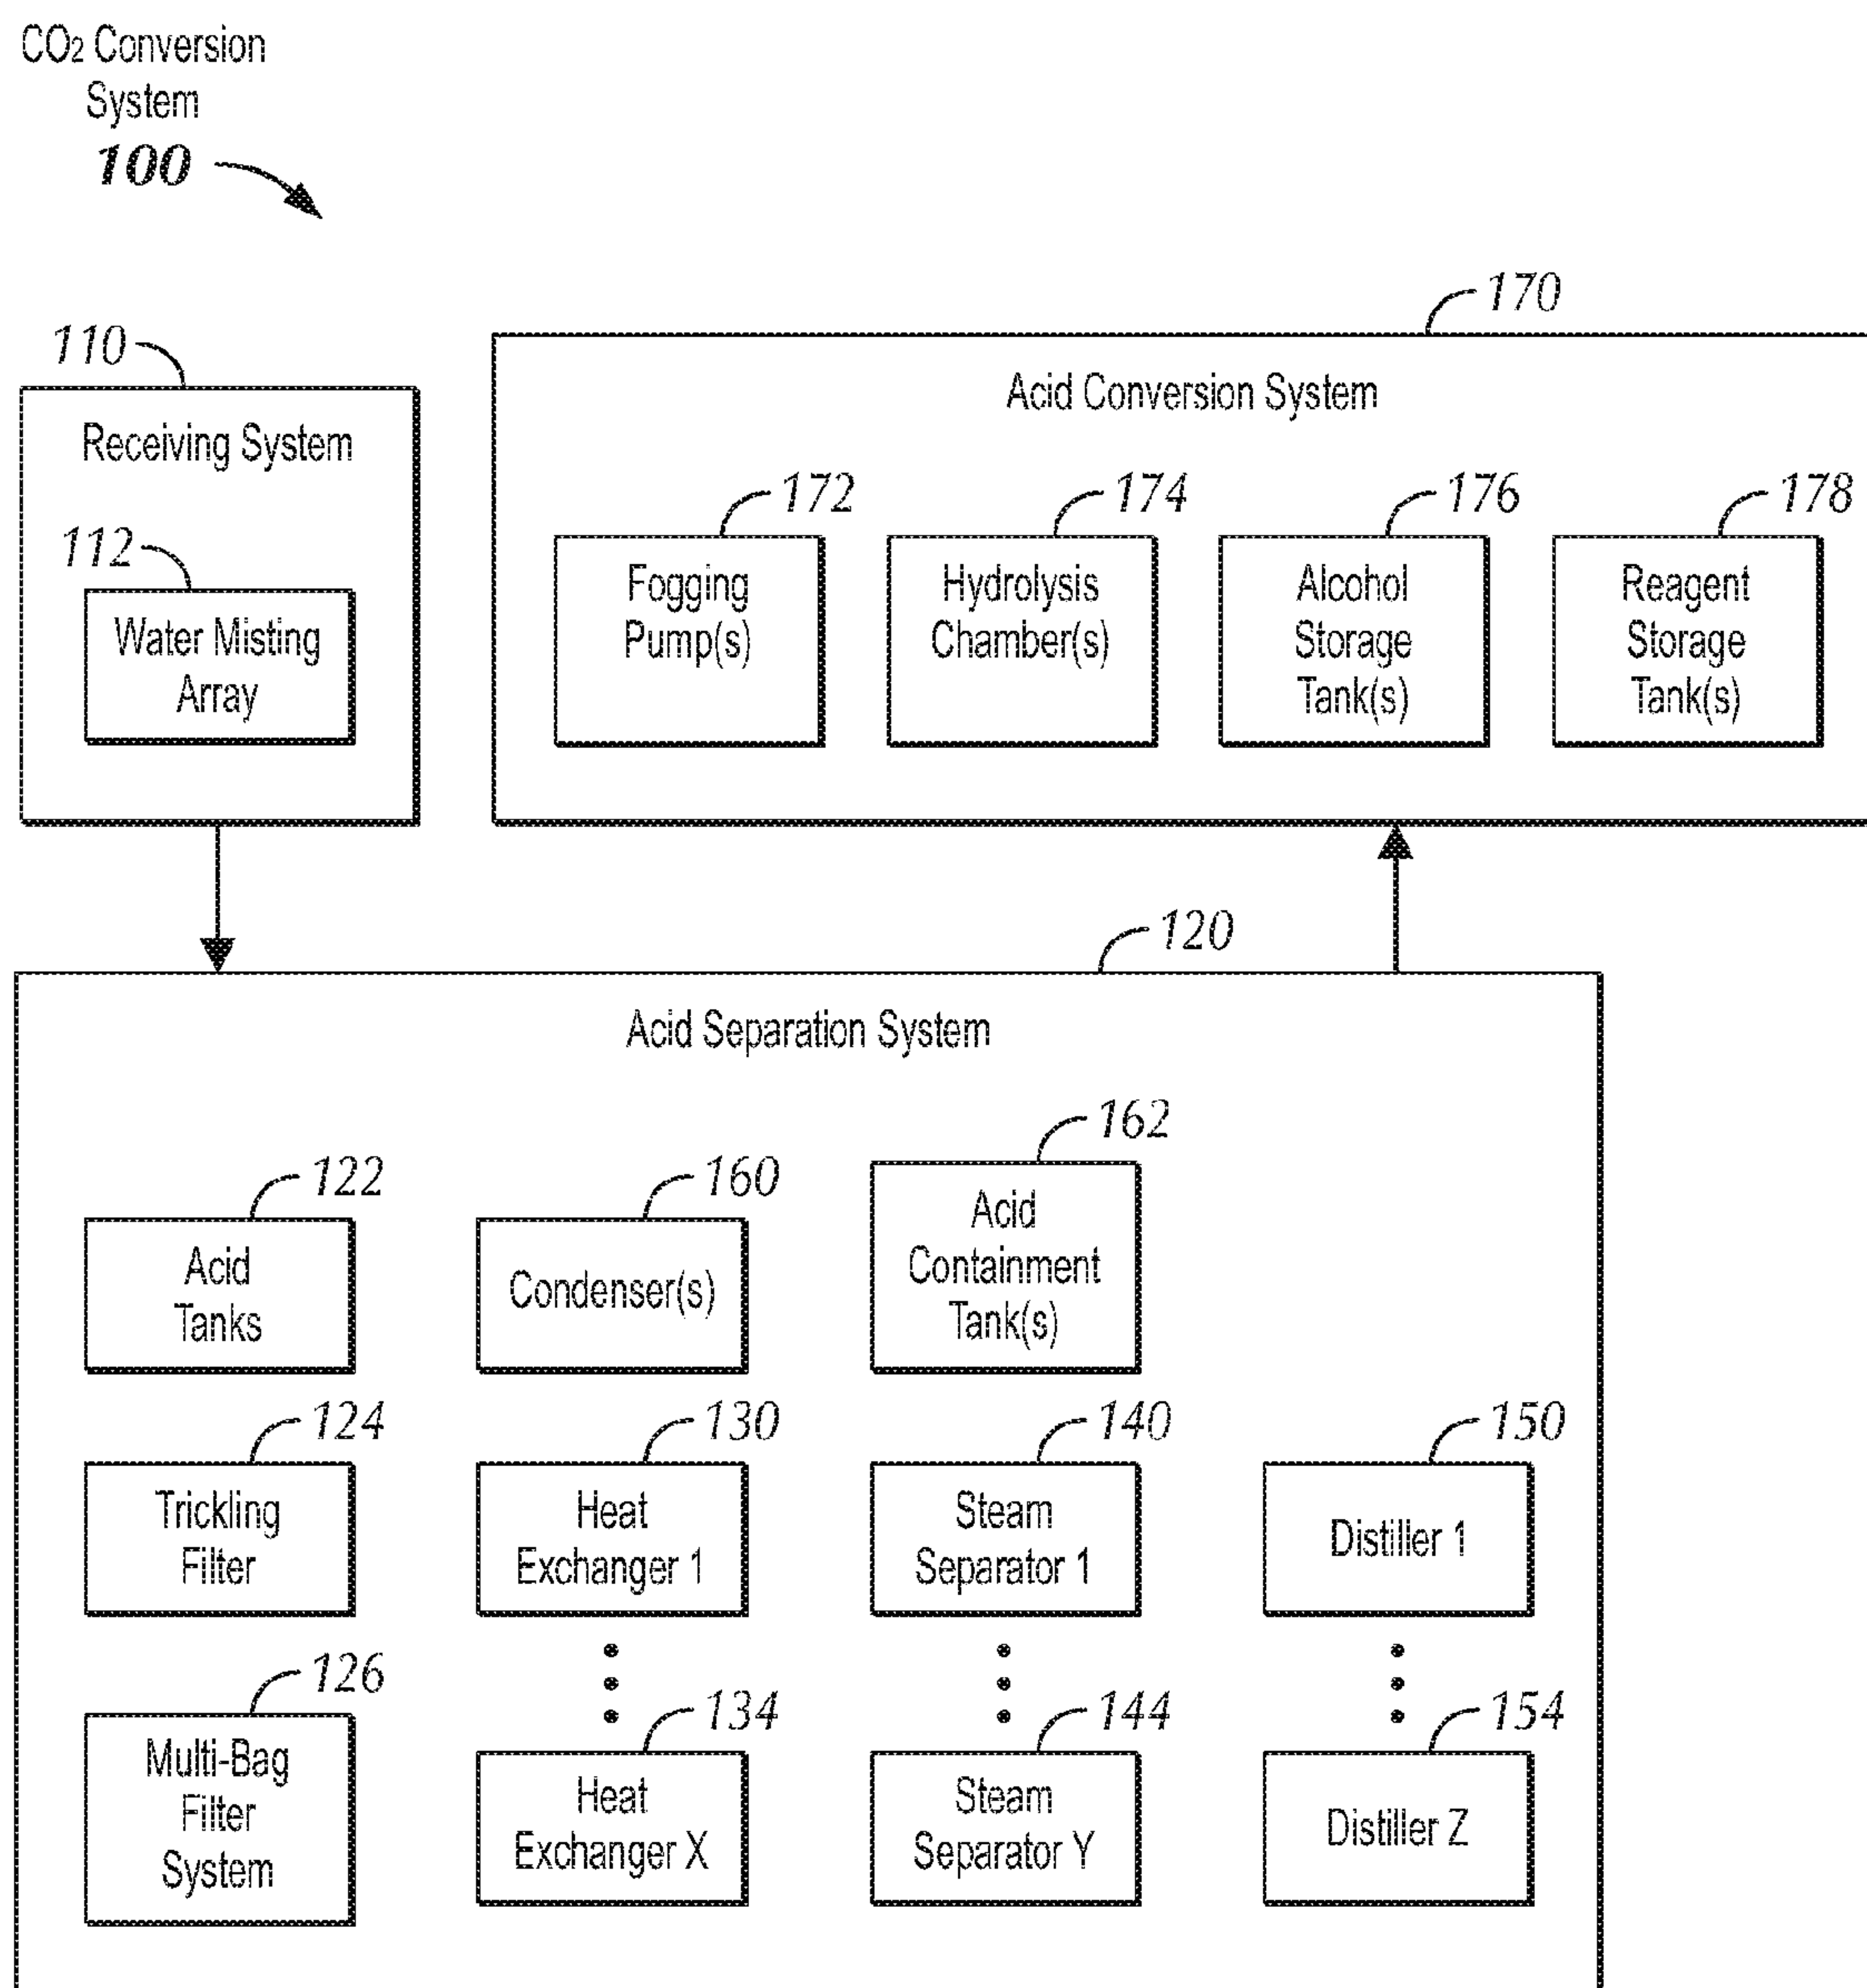 CO2 Conversion
System
100
110
Receiving System
112
Water Misting
Array
170
Acid Conversion System
172
Fogging
Pump(s)
174
Hydrolysis
Chamber(s)
176
Alcohol
Storage
Tank(s)
178
Reagent
Storage
Tank(s)
120
Acid Separation System
122
Acid
Tanks
160
Condenser(s)
162
Acid
Containment
Tank(s)
124
Trickling
Filter
130
Heat
Exchanger 1
140
Steam
Separator 1
150
Distiller 1
126
Multi-Bag
Filter
System
134
Heat
Exchanger X
144
Steam
Separator Y
154
Distiller Z